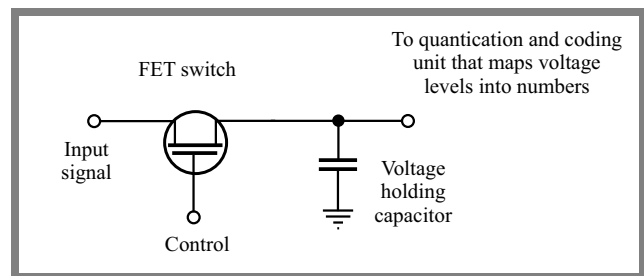 To quantication and coding
unit that maps voltage
levels into numbers
FET switch
Input
signal
Voltage
holding
capacitor
Control